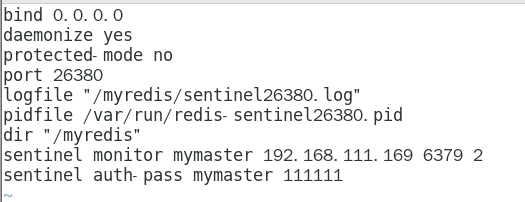 bind 0.0.0.0
daemonize yes
protected-mode no
port 26380
logfile "/myredis/sentinel26380.log"
pidfile /var/run/redis-sentinel26380.pid
dir "/myredis"
sentinel monitor mymaster 192.168.111.169 6379 2
sentinel auth-pass mymaster 111111
~